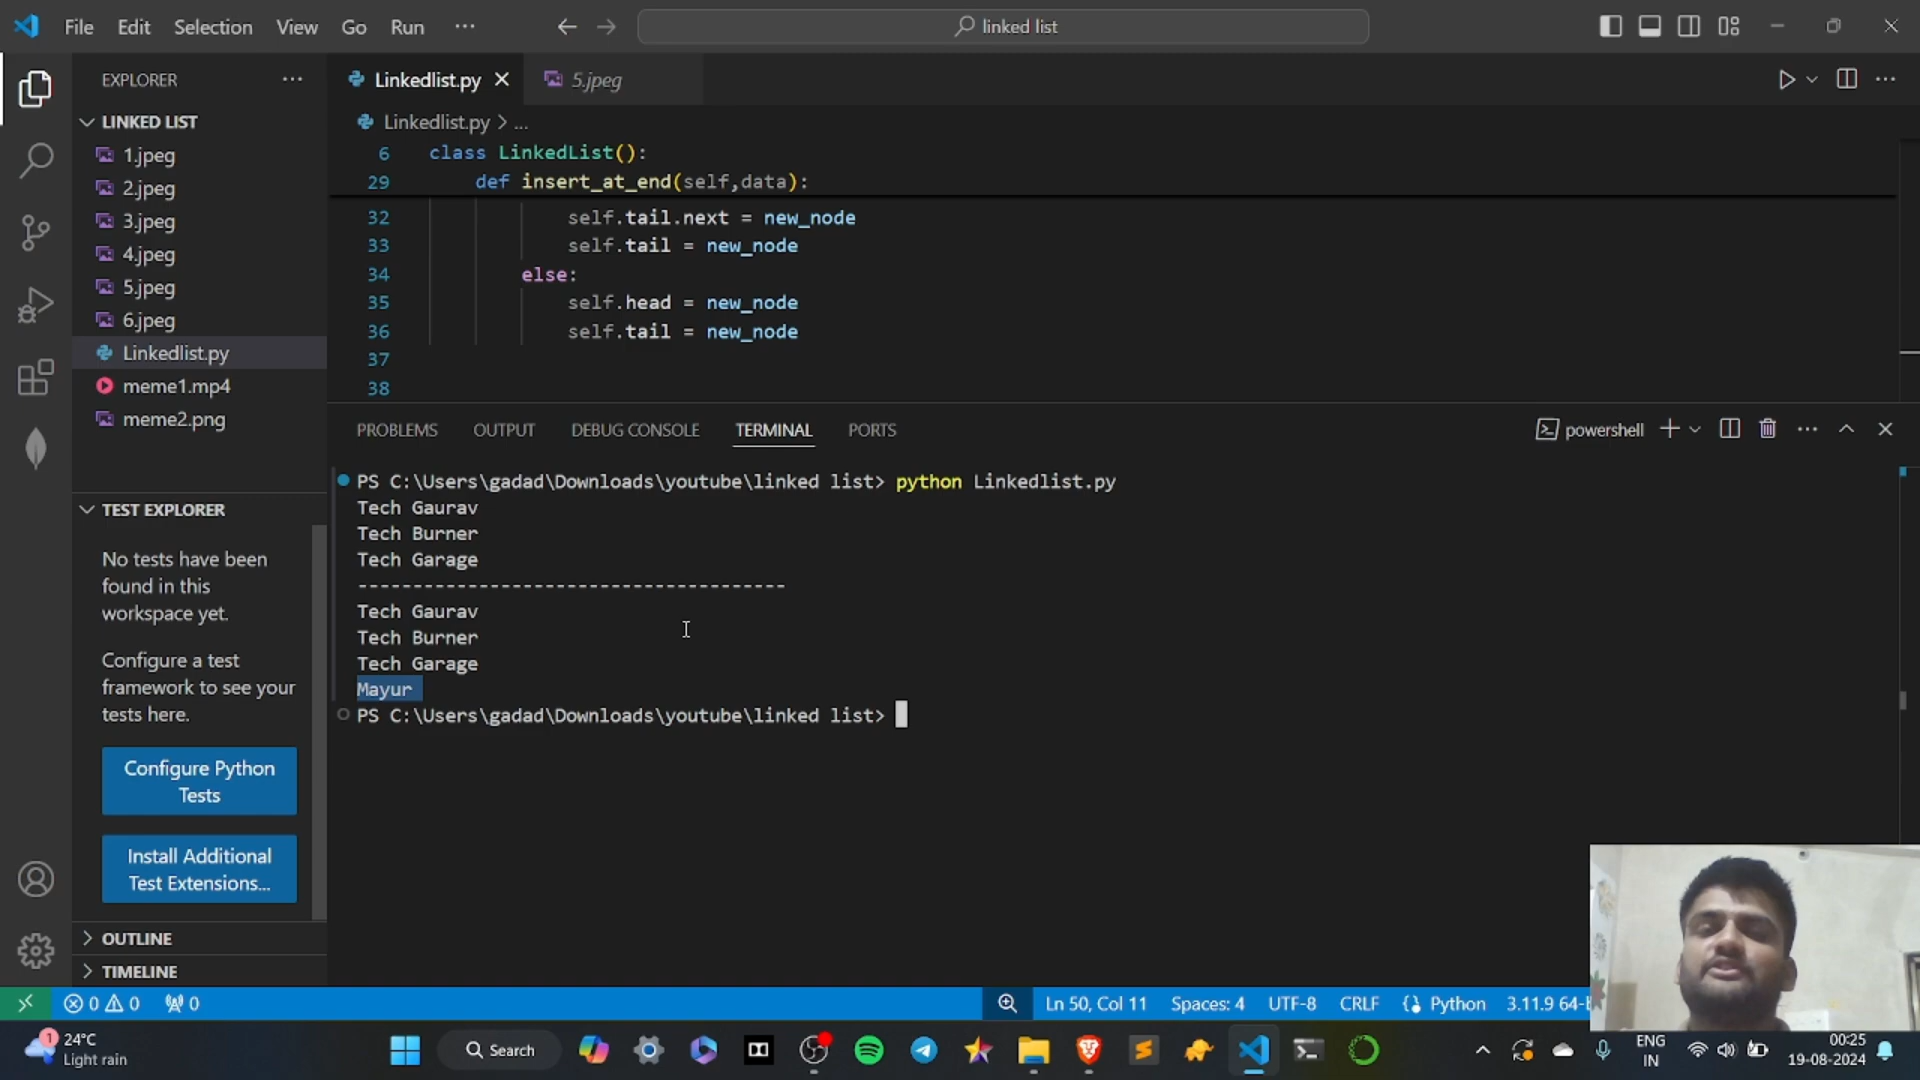 File Edit Selection View Go Run ···
linked list
EXPLORER ···
LINKED LIST
1.jpeg
2.jpeg
3.jpeg
4.jpeg
5.jpeg
6.jpeg
Linkedlist.py
meme1.mp4
meme2.png
TEST EXPLORER
No tests have been
found in this
workspace yet.
Configure a test
framework to see your
tests here.
Configure Python
Tests
Install Additional
Test Extensions...
OUTLINE
TIMELINE
Linkedlist.py 5.jpeg
Linkedlist.py > ...
6 class LinkedList():
29 def insert_at_end(self,data):
32 self.tail.next = new_node
33 self.tail = new_node
34 else:
35 self.head = new_node
36 self.tail = new_node
37
38
PROBLEMS OUTPUT DEBUG CONSOLE TERMINAL PORTS powershell
PS C:\Users\gadad\Downloads\youtube\linked list> python Linkedlist.py
Tech Gaurav
Tech Burner
Tech Garage
---------------------------------------
Tech Gaurav
Tech Burner
Tech Garage
Mayur
PS C:\Users\gadad\Downloads\youtube\linked list>
0 0 0 Ln 50, Col 11 Spaces: 4 UTF-8 CRLF Python 3.11.9 64-
1 24°C
Light rain
Search
ENG
IN
00:25
19-08-2024